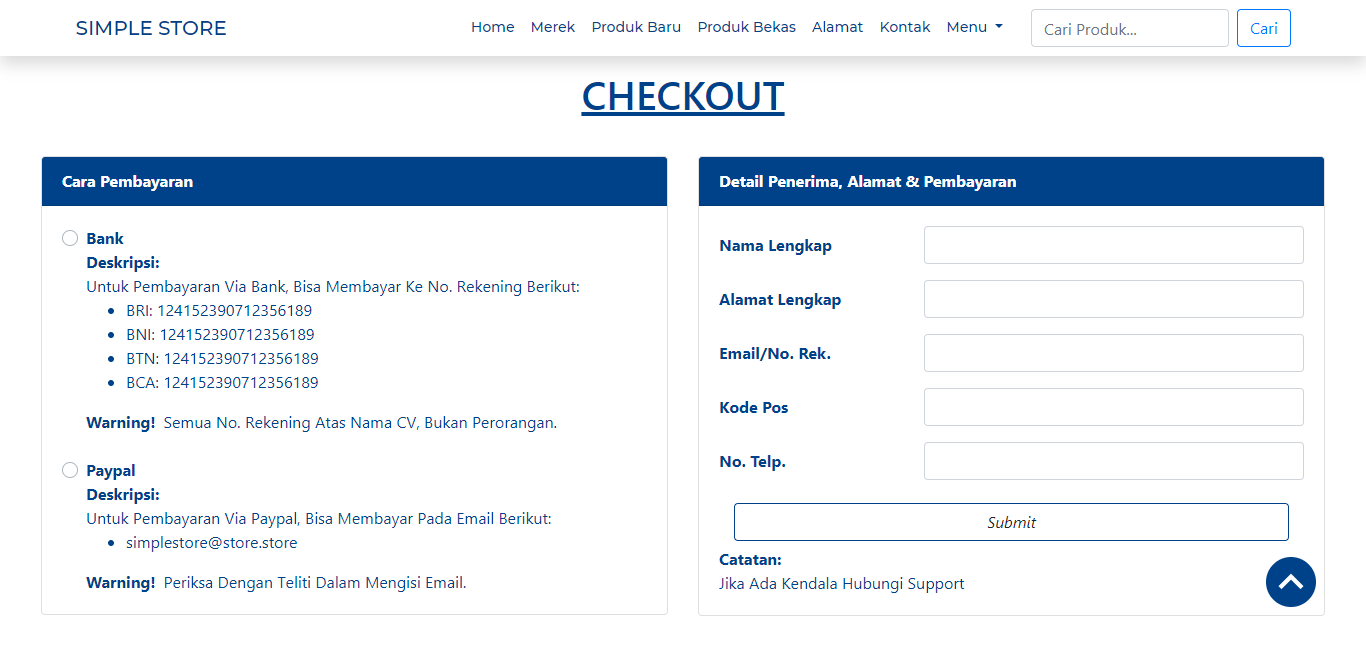 SIMPLE STORE
Home Merek Produk Baru Produk Bekas Alamat Kontak Menu Cari Produk... Cari
CHECKOUT
Cara Pembayaran
Bank
Deskripsi:
Untuk Pembayaran Via Bank, Bisa Membayar Ke No. Rekening Berikut:
BRI: 124152390712356189
BNI: 124152390712356189
BTN: 124152390712356189
BCA: 124152390712356189
Warning! Semua No. Rekening Atas Nama CV, Bukan Perorangan.
Paypal
Deskripsi:
Untuk Pembayaran Via Paypal, Bisa Membayar Pada Email Berikut:
simplestore@store.store
Warning! Periksa Dengan Teliti Dalam Mengisi Email.
Detail Penerima, Alamat & Pembayaran
Nama Lengkap
Alamat Lengkap
Email/No. Rek.
Kode Pos
No. Telp.
Submit
Catatan:
Jika Ada Kendala Hubungi Support